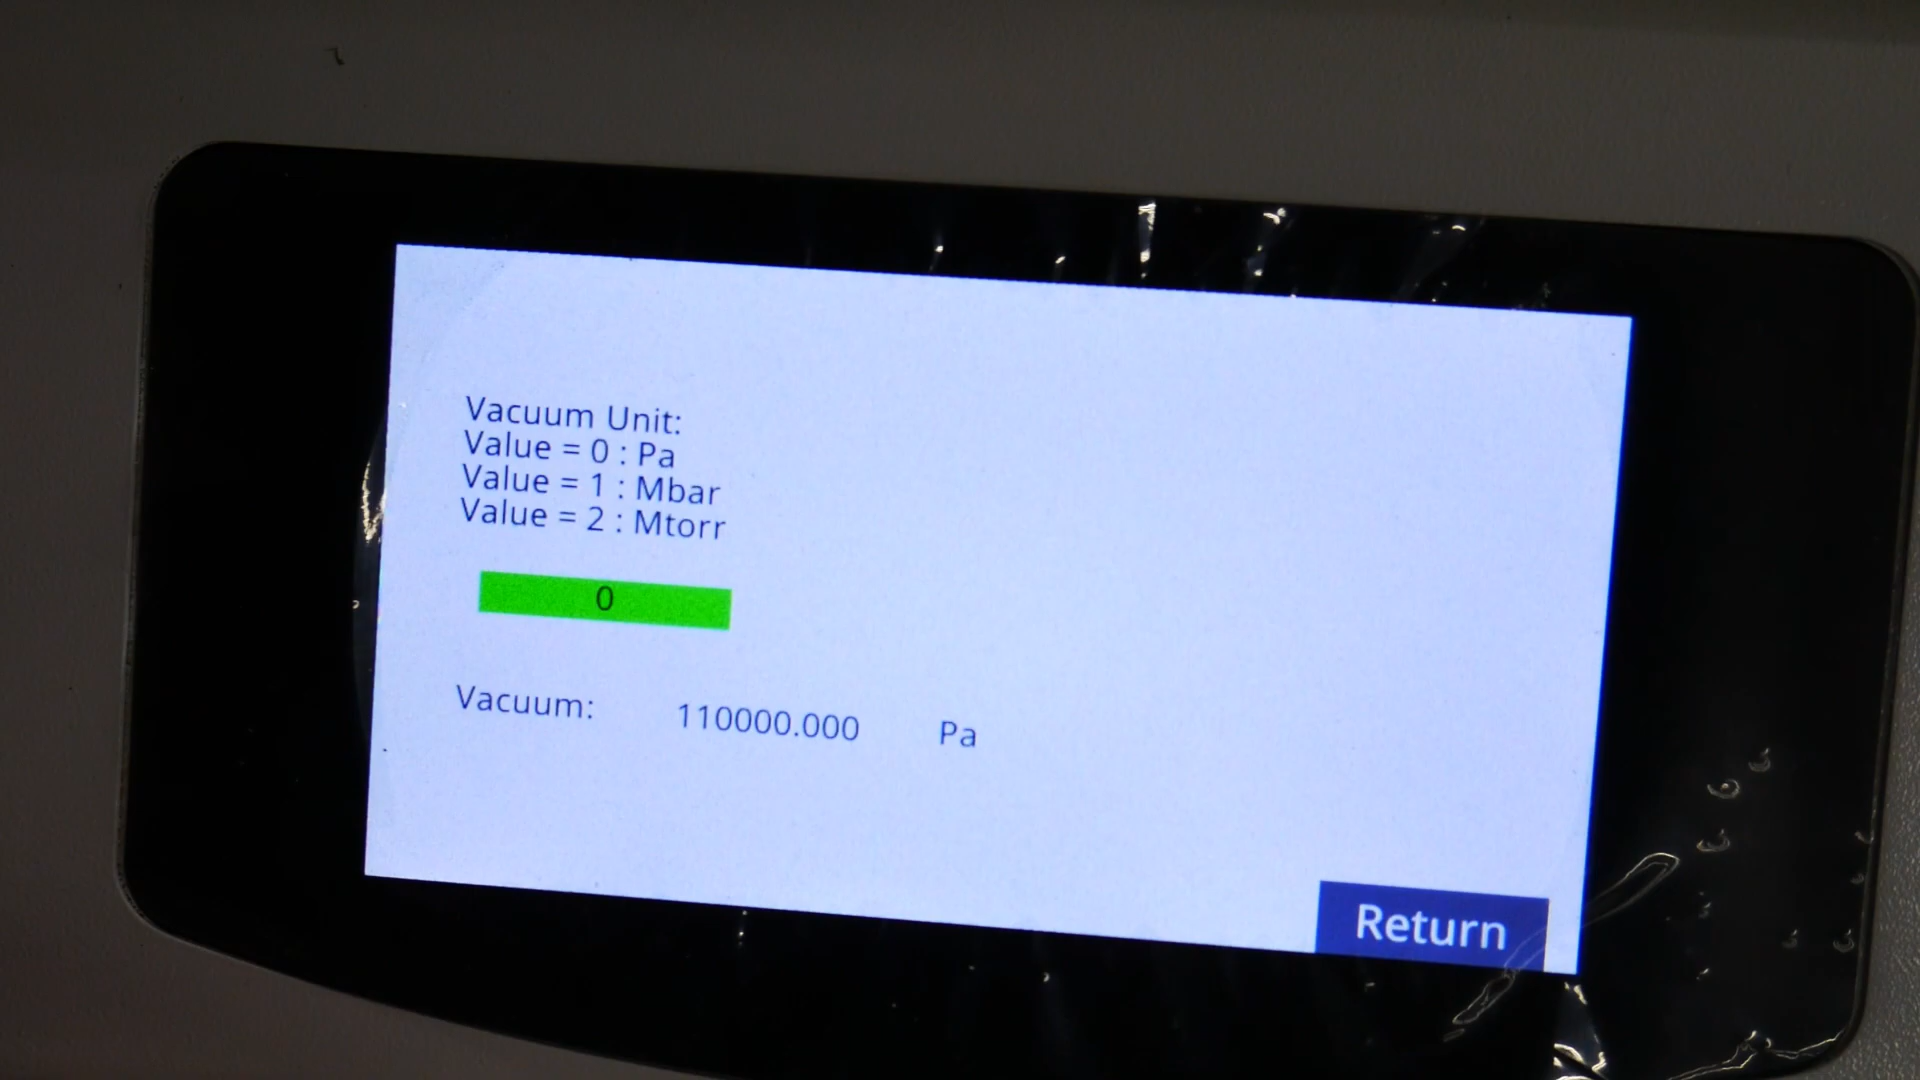 Vacuum Unit:
Value = 0 : Pa
Value = 1 : Mbar
Value = 2 : Mtorr
0
Vacuum: 110000.000 Pa
Return